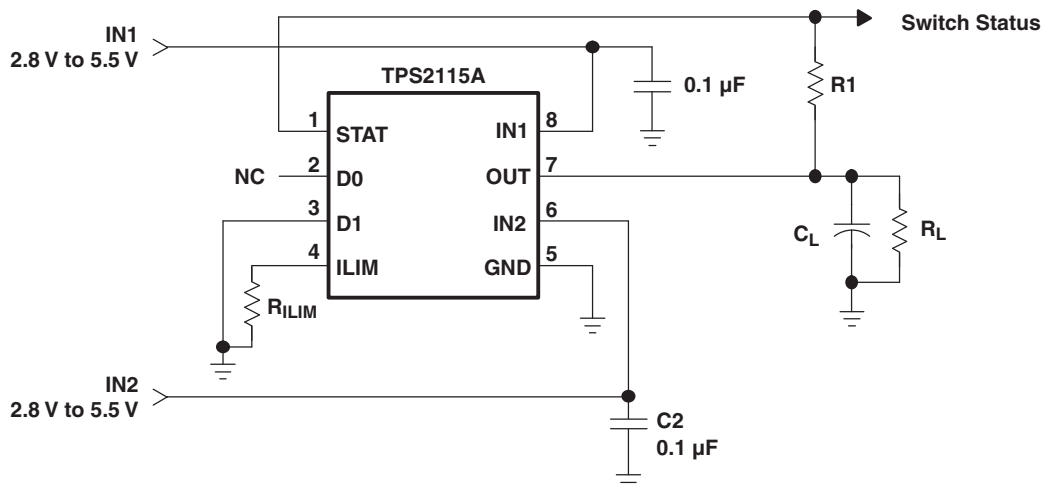 IN1
2.8 V to 5.5 V
Switch Status
TPS2115A
0.1 µF
R1
1
STAT
IN1
8
NC
2
D0
OUT
7
3
D1
IN2
6
4
ILIM
GND
5
CL
RL
RILIM
IN2
2.8 V to 5.5 V
C2
0.1 µF